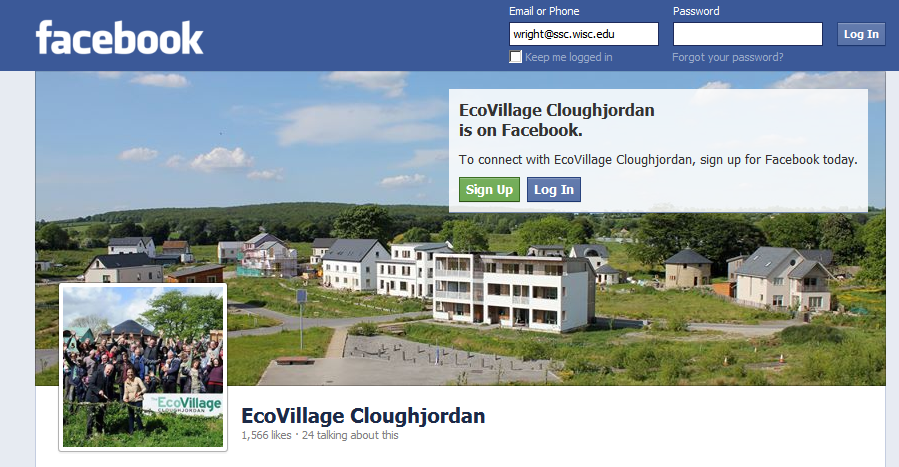 facebook
Email or Phone
Password
wright@ssc.wisc.edu
Log In
Keep me logged in
Forgot your password?
EcoVillage Cloughjordan
is on Facebook.
To connect with EcoVillage Cloughjordan, sign up for Facebook today.
Sign Up
Log In
The EcoVillage
CLOUGHJORDAN
EcoVillage Cloughjordan
1,566 likes · 24 talking about this